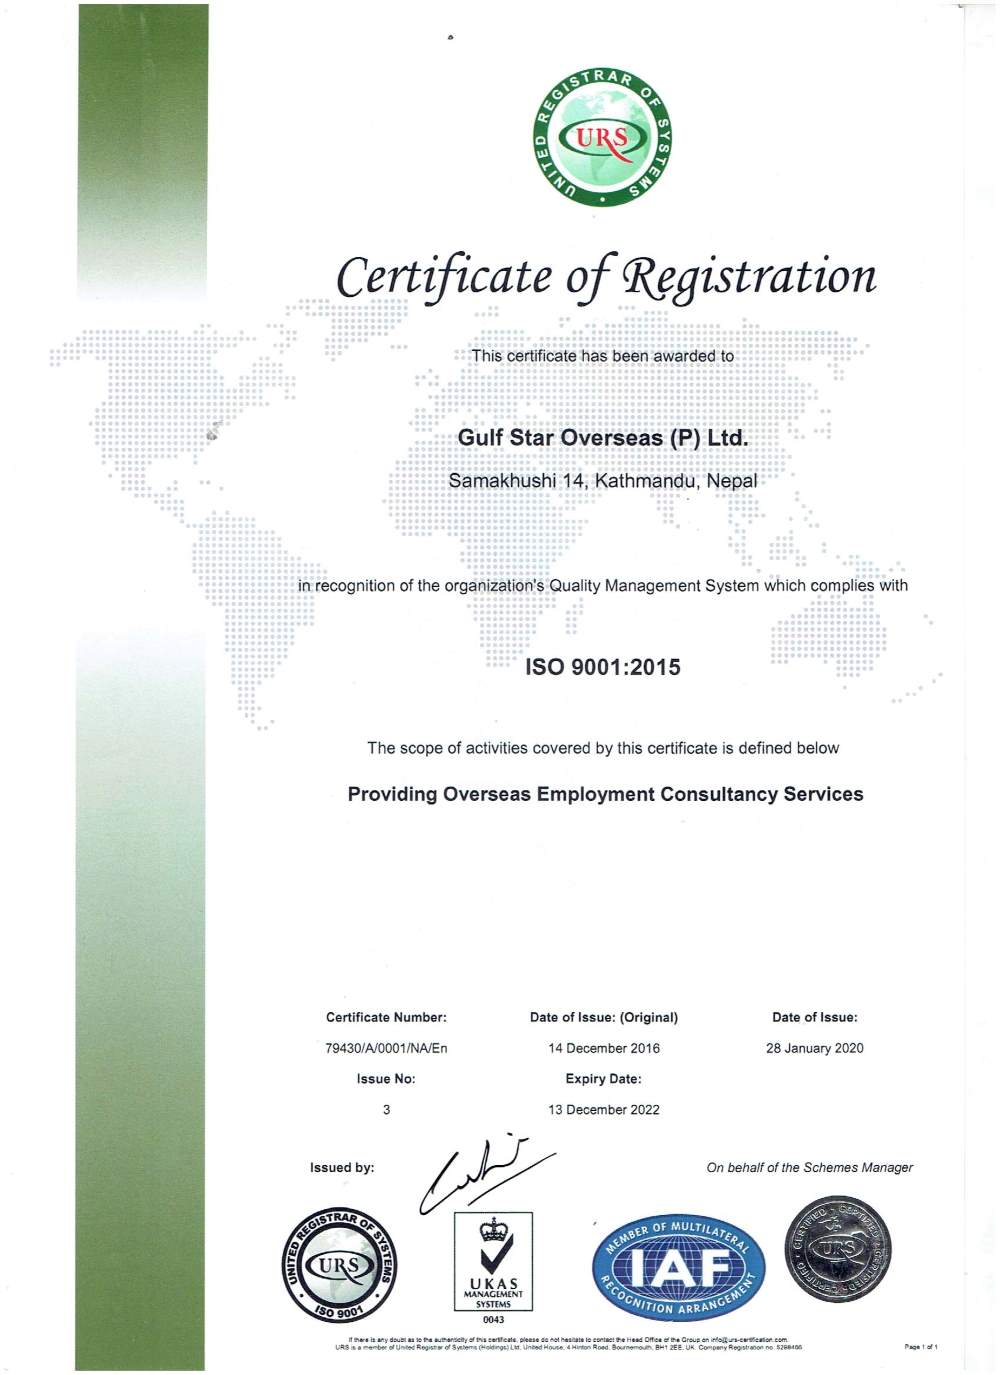 UNITED REGISTRAR OF SYSTEMS
URS
Certificate of Registration
This certificate has been awarded to
Gulf Star Overseas (P) Ltd.
Samakhushi 14, Kathmandu, Nepal
in recognition of the organization's Quality Management System which complies with
ISO 9001:2015
The scope of activities covered by this certificate is defined below
Providing Overseas Employment Consultancy Services
Certificate Number: Date of Issue: (Original) Date of Issue:
79430/A/0001/NA/En 14 December 2016 28 January 2020
Issue No: Expiry Date:
3 13 December 2022
Issued by: On behalf of the Schemes Manager
UNITED REGISTRAR OF SYSTEMS
URS
ISO 9001
UKAS
MANAGEMENT
SYSTEMS
0043
MEMBER OF MULTILATERAL
IAF
RECOGNITION ARRANGEMENT
CERTIFIED CERTIFIED CERTIFIED
URS
If there is any doubt as to the authenticity of this certificate, please do not hesitate to contact the Head Office of the Group on info@urs-certification.com.
URS is a member of United Registrar of Systems (Holdings) Ltd, United House, 4 Hinton Road, Bournemouth, BH1 2EE, UK. Company Registration no. 5298466
Page 1 of 1